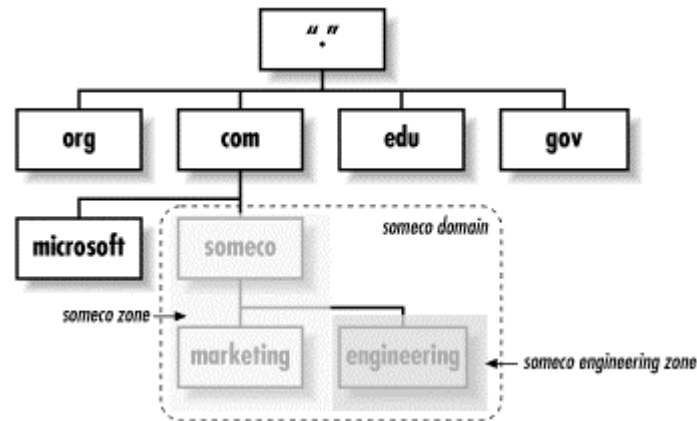 “.”
org com edu gov
microsoft someco someco domain
someco zone
marketing engineering someco engineering zone